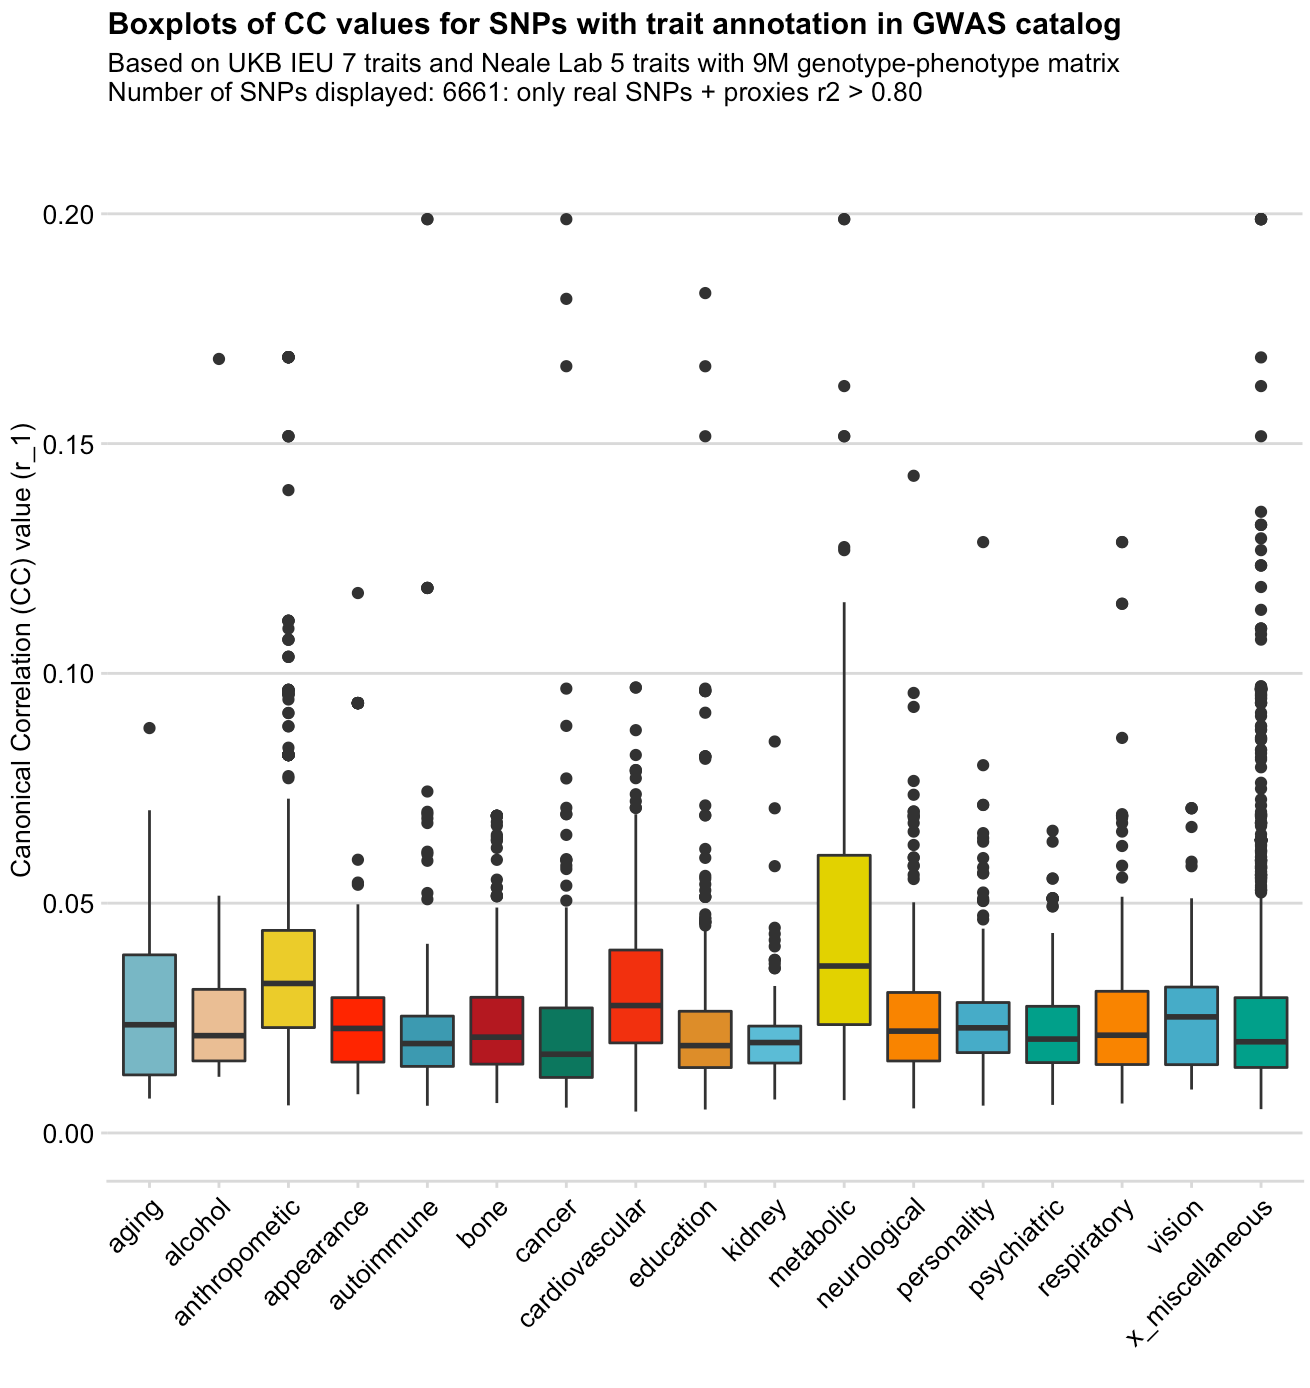 Boxplots of CC values for SNPs with trait annotation in GWAS catalog
Based on UKB IEU 7 traits and Neale Lab 5 traits with 9M genotype-phenotype matrix
Number of SNPs displayed: 6661: only real SNPs + proxies r2 > 0.80
Canonical Correlation (CC) value (r_1)
0.20
0.15
0.10
0.05
0.00
aging
alcohol
anthropometic
appearance
autoimmune
bone
cancer
cardiovascular
education
kidney
metabolic
neurological
personality
psychiatric
respiratory
vision
x_miscellaneous